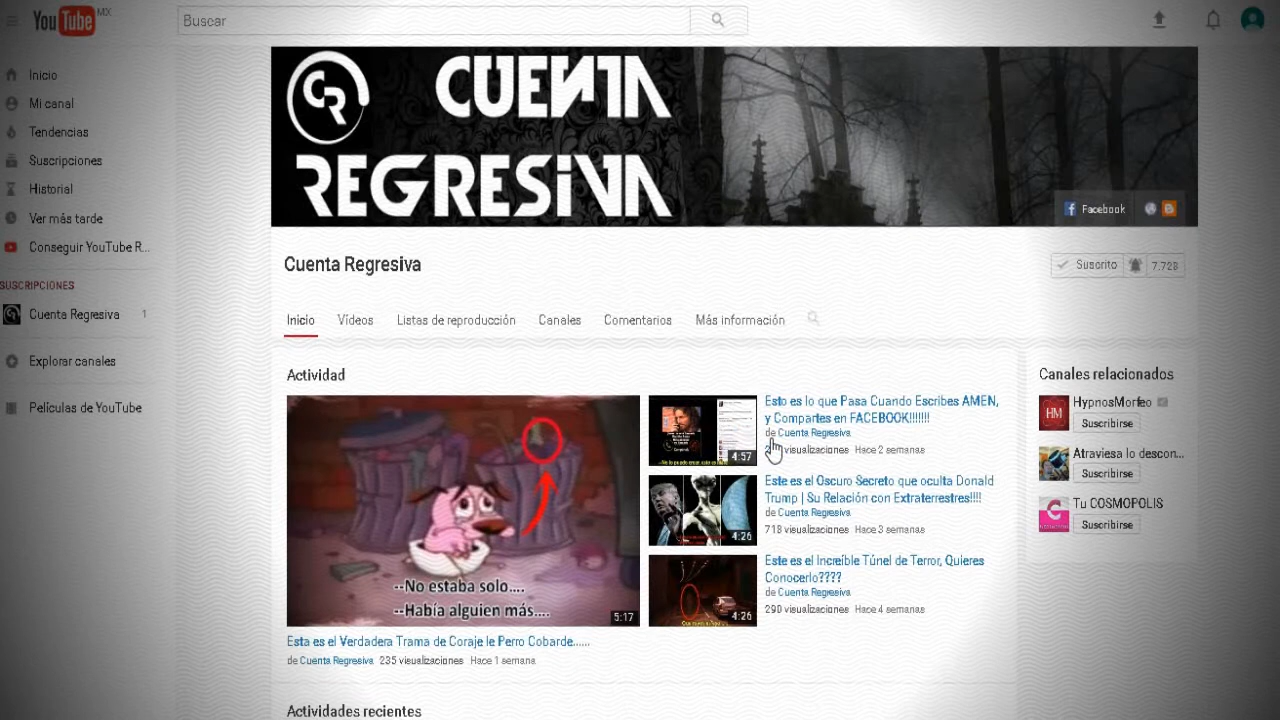 YouTube MX
Buscar
Inicio
Mi canal
Tendencias
Suscripciones
Historial
Ver más tarde
Conseguir YouTube R...
SUSCRIPCIONES
Cuenta Regresiva 1
Explorar canales
Películas de YouTube
CR
CUENTA
REGRESIVA
Facebook
Cuenta Regresiva
Suscrito 7.728
Inicio Vídeos Listas de reproducción Canales Comentarios Más información
Actividad
--No estaba solo....
--Había alguien más....
5:17
Esta es el Verdadera Trama de Coraje le Perro Cobarde......
de Cuenta Regresiva 235 visualizaciones Hace 1 semana
4:57
Esto es lo que Pasa Cuando Escribes AMEN,
y Compartes en FACEBOOK!!!!!!!
de Cuenta Regresiva
visualizaciones Hace 2 semanas
4:26
Este es el Oscuro Secreto que oculta Donald
Trump | Su Relación con Extraterrestres!!!!
de Cuenta Regresiva
718 visualizaciones Hace 3 semanas
4:26
Este es el Increíble Túnel de Terror, Quieres
Conocerlo????
de Cuenta Regresiva
290 visualizaciones Hace 4 semanas
Canales relacionados
HM
HypnosMorfeo
Suscribirse
Atraviesa lo descon...
Suscribirse
Tu COSMOPOLIS
Suscribirse
Actividades recientes